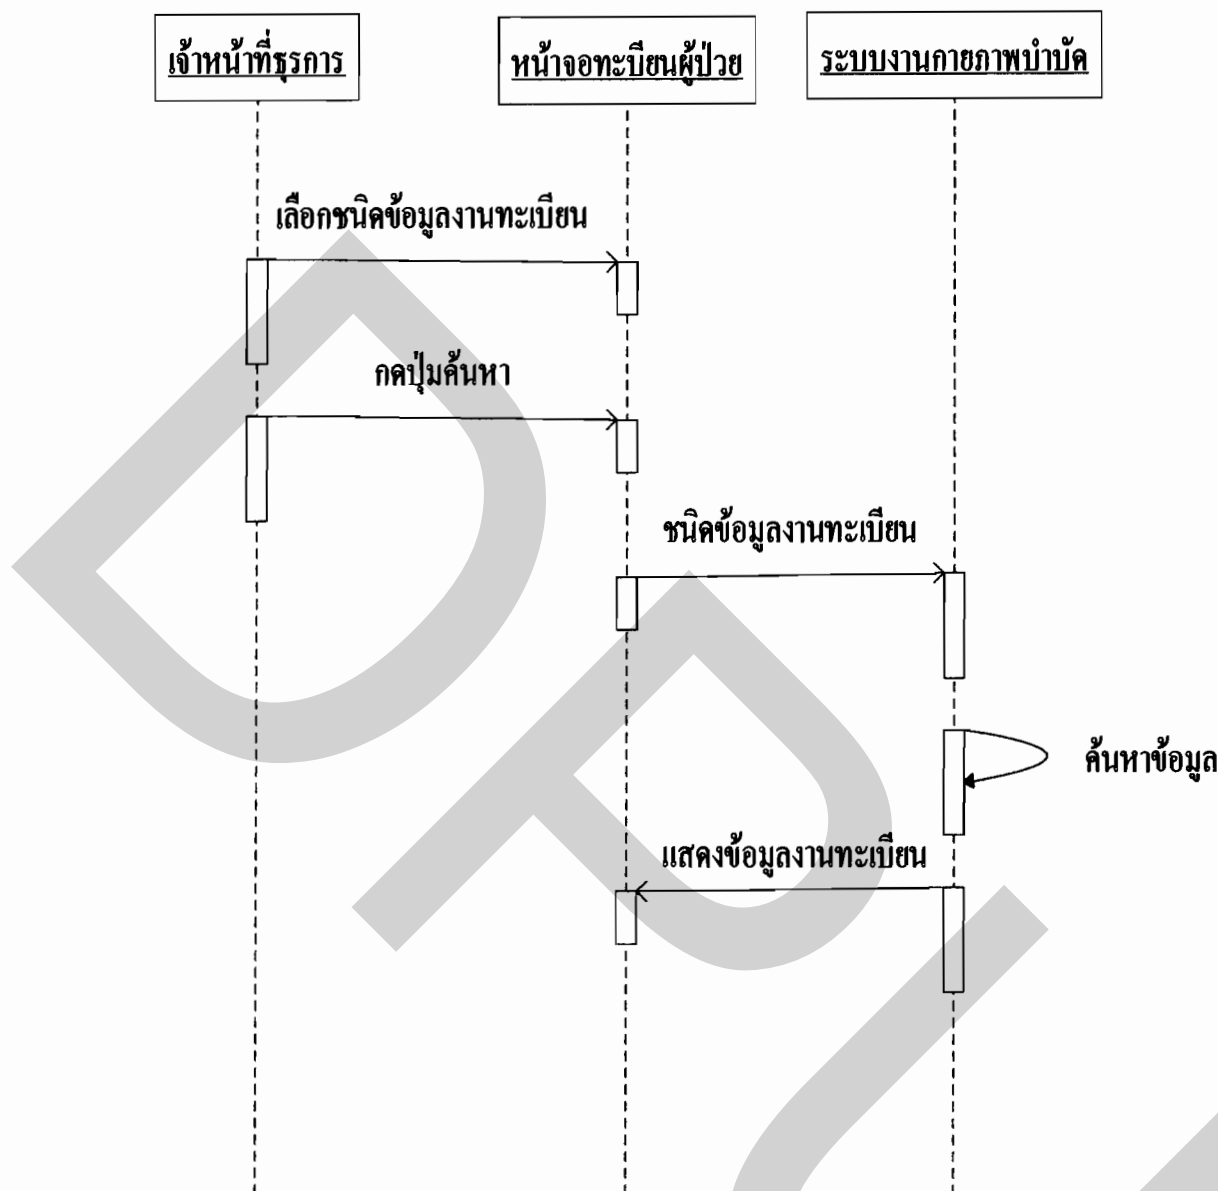 เจ้าหน้าที่ธุรการ
หน้าจอทะเบียนผู้ป่วย
ระบบงานกายภาพบำบัด
เลือกชนิดข้อมูลงานทะเบียน
กดปุ่มค้นหา
ชนิดข้อมูลงานทะเบียน
ค้นหาข้อมูล
แสดงข้อมูลงานทะเบียน